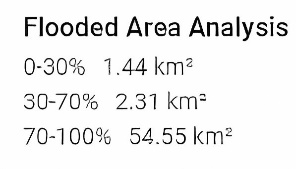 Flooded Area Analysis
0-30% 1.44 km²
30-70% 2.31 km²
70-100% 54.55 km²